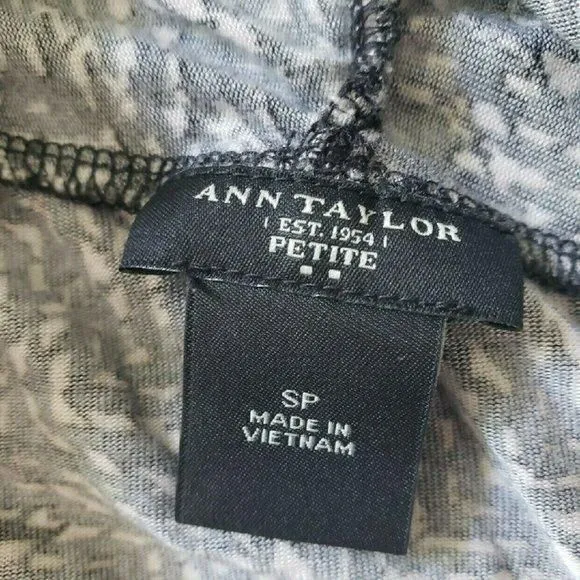 ANN TAYLOR
| EST. 1954 |
PETITE
SP
MADE IN
VIETNAM